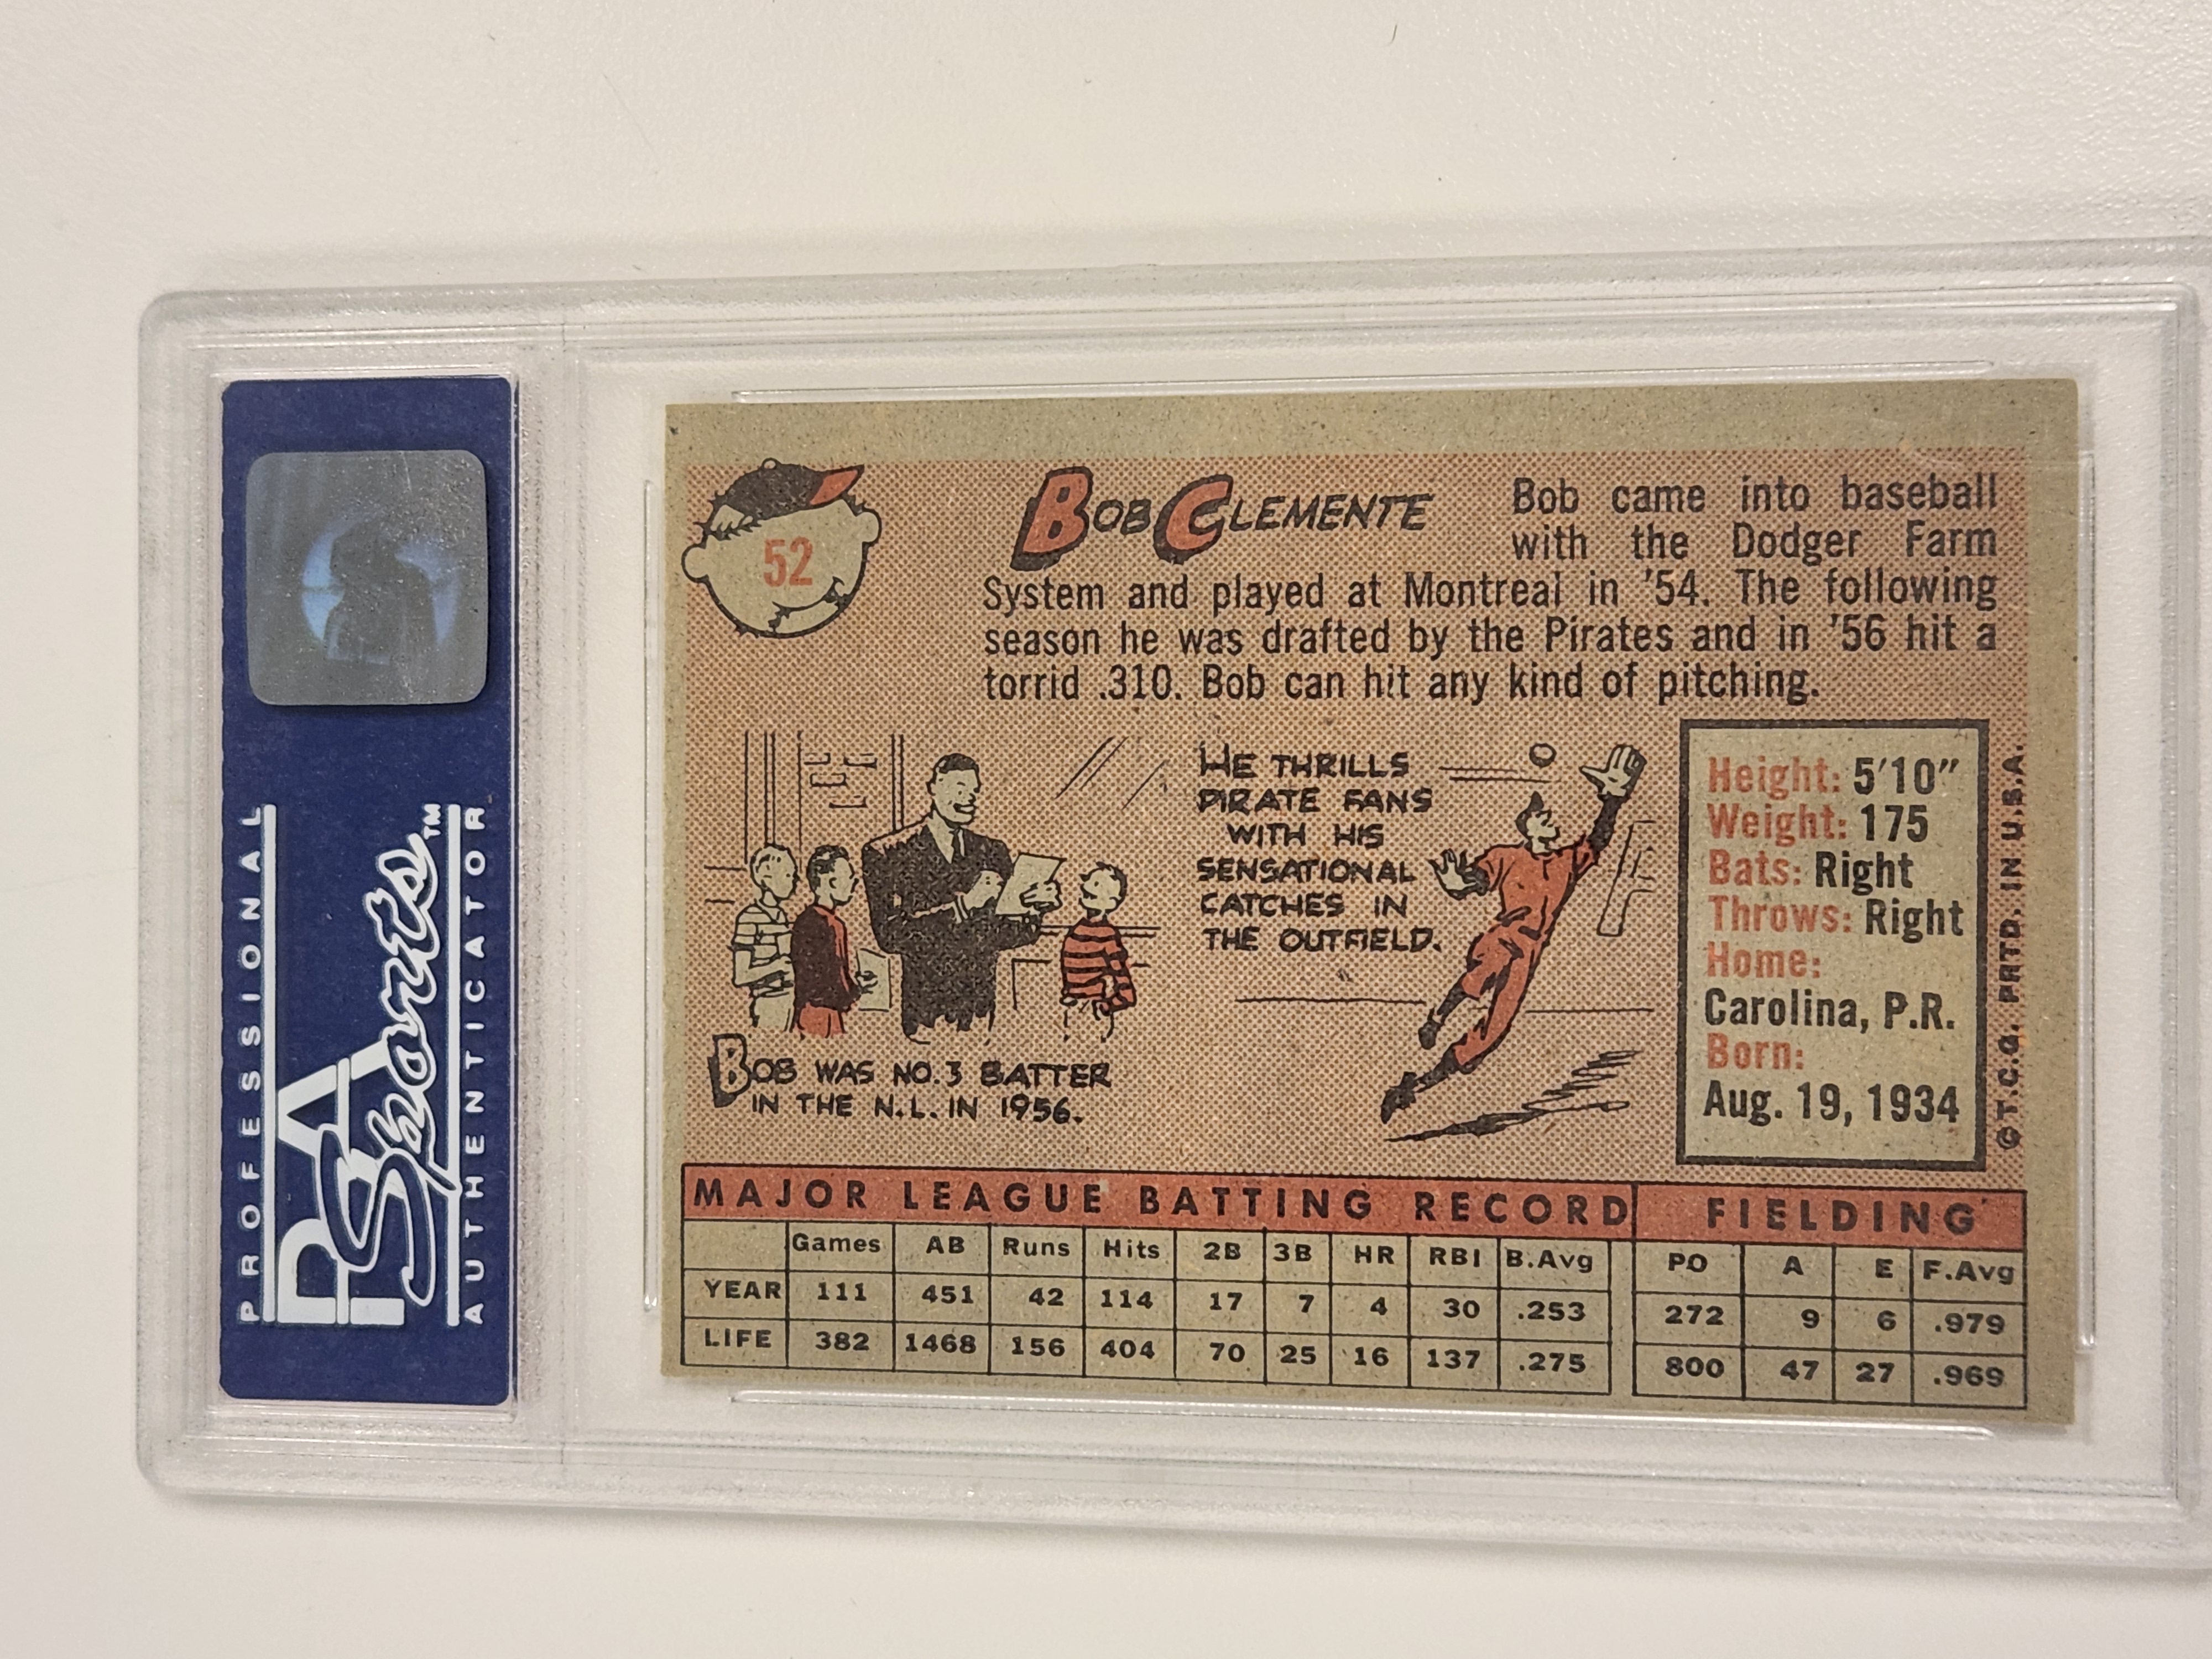 PROFESSIONAL
PSA
Sports™
AUTHENTICATOR
52
BOB CLEMENTE
Bob came into baseball
with the Dodger Farm
System and played at Montreal in '54. The following
season he was drafted by the Pirates and in '56 hit a
torrid .310. Bob can hit any kind of pitching.
HE THRILLS
PIRATE FANS
WITH HIS
SENSATIONAL
CATCHES IN
THE OUTFIELD.
BOB WAS NO. 3 BATTER
IN THE N.L. IN 1956.
Height: 5'10"
Weight: 175
Bats: Right
Throws: Right
Home:
Carolina, P.R.
Born:
Aug. 19, 1934
© T.C.G. PRTD. IN U.S.A.
MAJOR LEAGUE BATTING RECORD FIELDING
Games AB Runs Hits 2B 3B HR RBI B.Avg PO A E F.Avg
YEAR 111 451 42 114 17 7 4 30 .253 272 9 6 .979
LIFE 382 1468 156 404 70 25 16 137 .275 800 47 27 .969